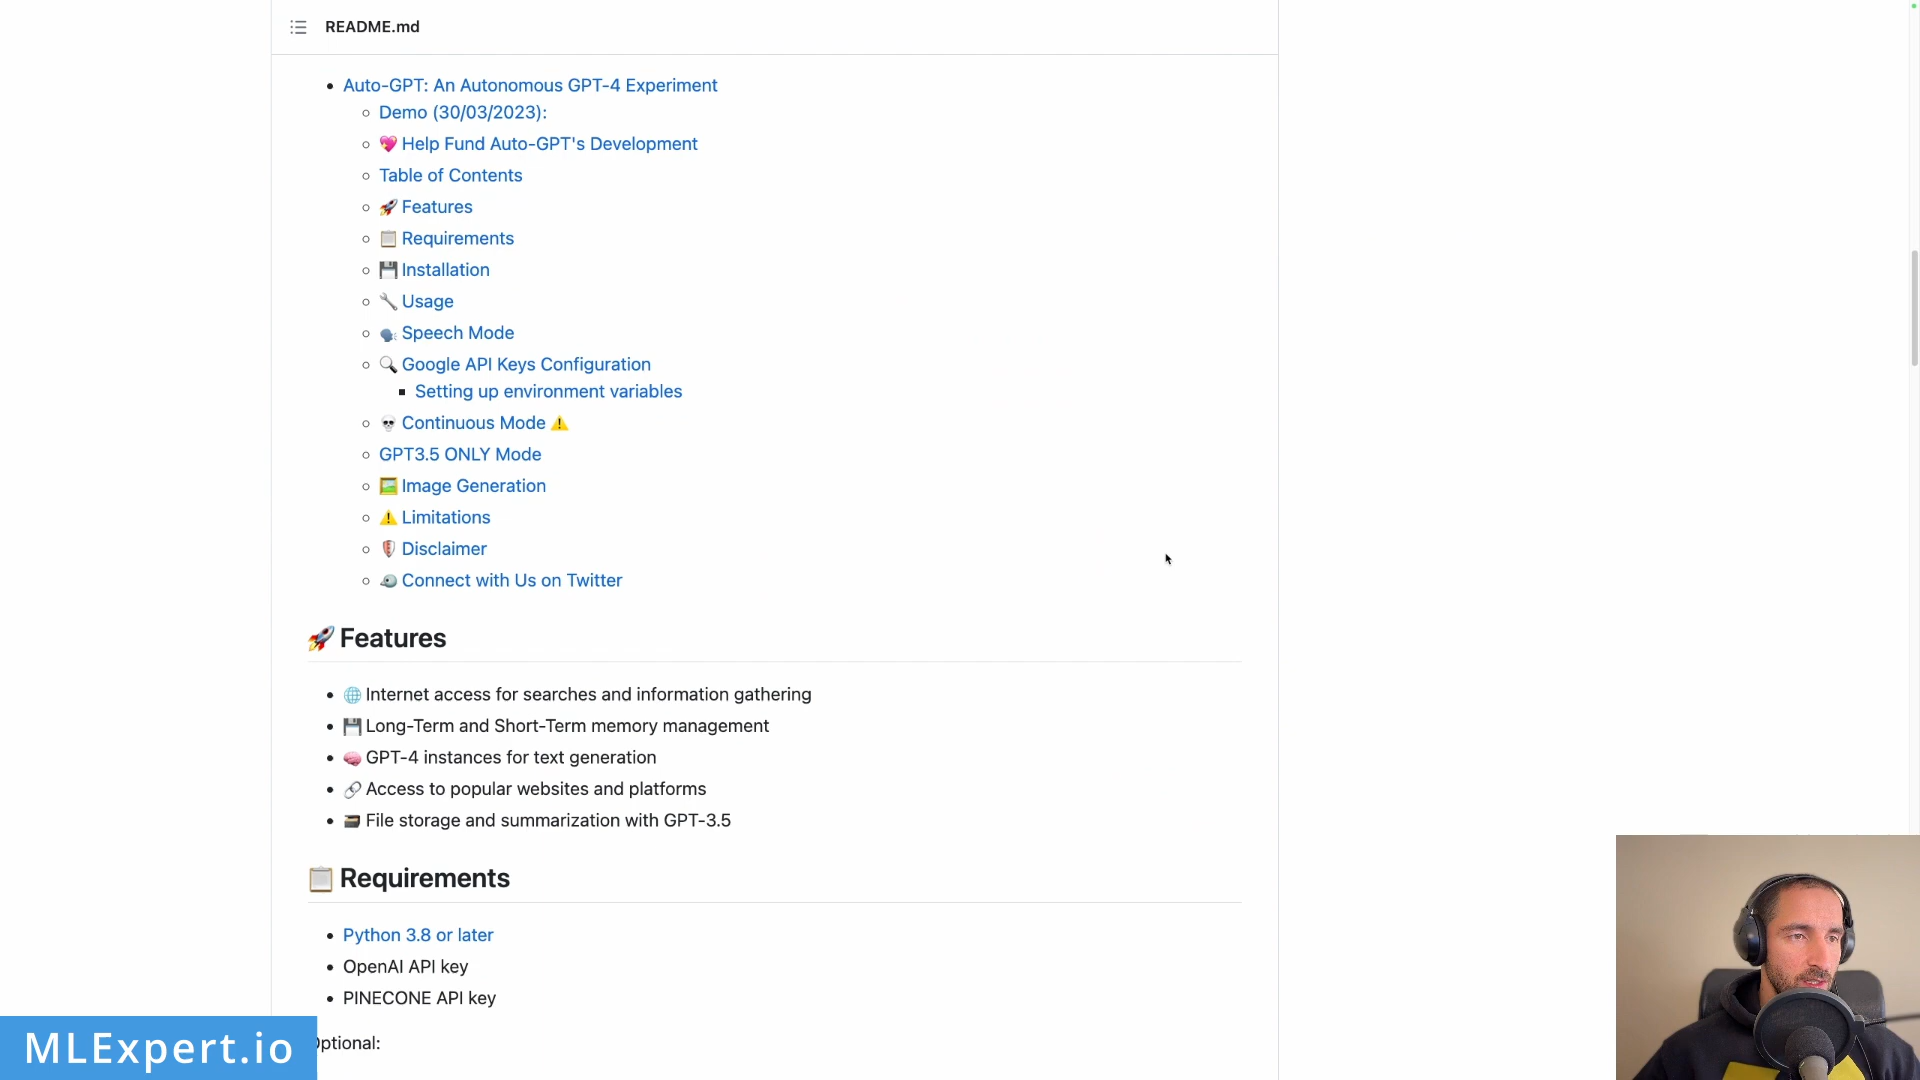 README.md
Auto-GPT: An Autonomous GPT-4 Experiment
Demo (30/03/2023):
💖 Help Fund Auto-GPT's Development
Table of Contents
🚀 Features
📋 Requirements
💾 Installation
🔧 Usage
🗣️ Speech Mode
🔍 Google API Keys Configuration
Setting up environment variables
💀 Continuous Mode ⚠️
GPT3.5 ONLY Mode
🖼️ Image Generation
⚠️ Limitations
🛡️ Disclaimer
🐦 Connect with Us on Twitter
🚀 Features
🌐 Internet access for searches and information gathering
💾 Long-Term and Short-Term memory management
🧠 GPT-4 instances for text generation
🔗 Access to popular websites and platforms
🗃️ File storage and summarization with GPT-3.5
📋 Requirements
Python 3.8 or later
OpenAI API key
PINECONE API key
Optional:
MLExpert.io